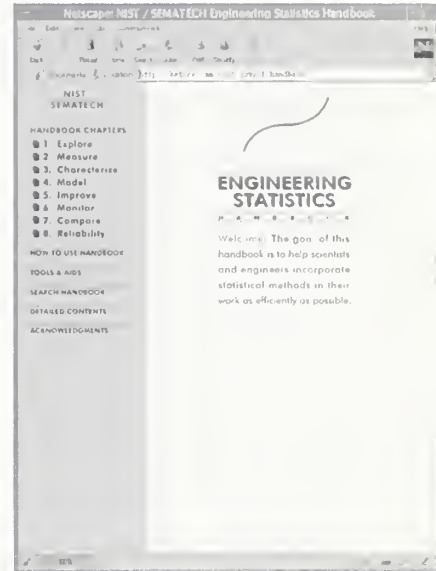 Netscape: NIST / SEMATECH Engineering Statistics Handbook
NIST
SEMATECH
HANDBOOK CHAPTERS
1 Explore
2 Measure
3. Characterize
4. Model
5. Improve
6 Monitor
7. Compare
8. Reliability
HOW TO USE HANDBOOK
TOOLS & AIDS
SEARCH HANDBOOK
DETAILED CONTENTS
ACKNOWLEDGMENTS
ENGINEERING
STATISTICS
HANDBOOK
Welcome! The goal of this
handbook is to help scientists
and engineers incorporate
statistical methods in their
work as efficiently as possible.